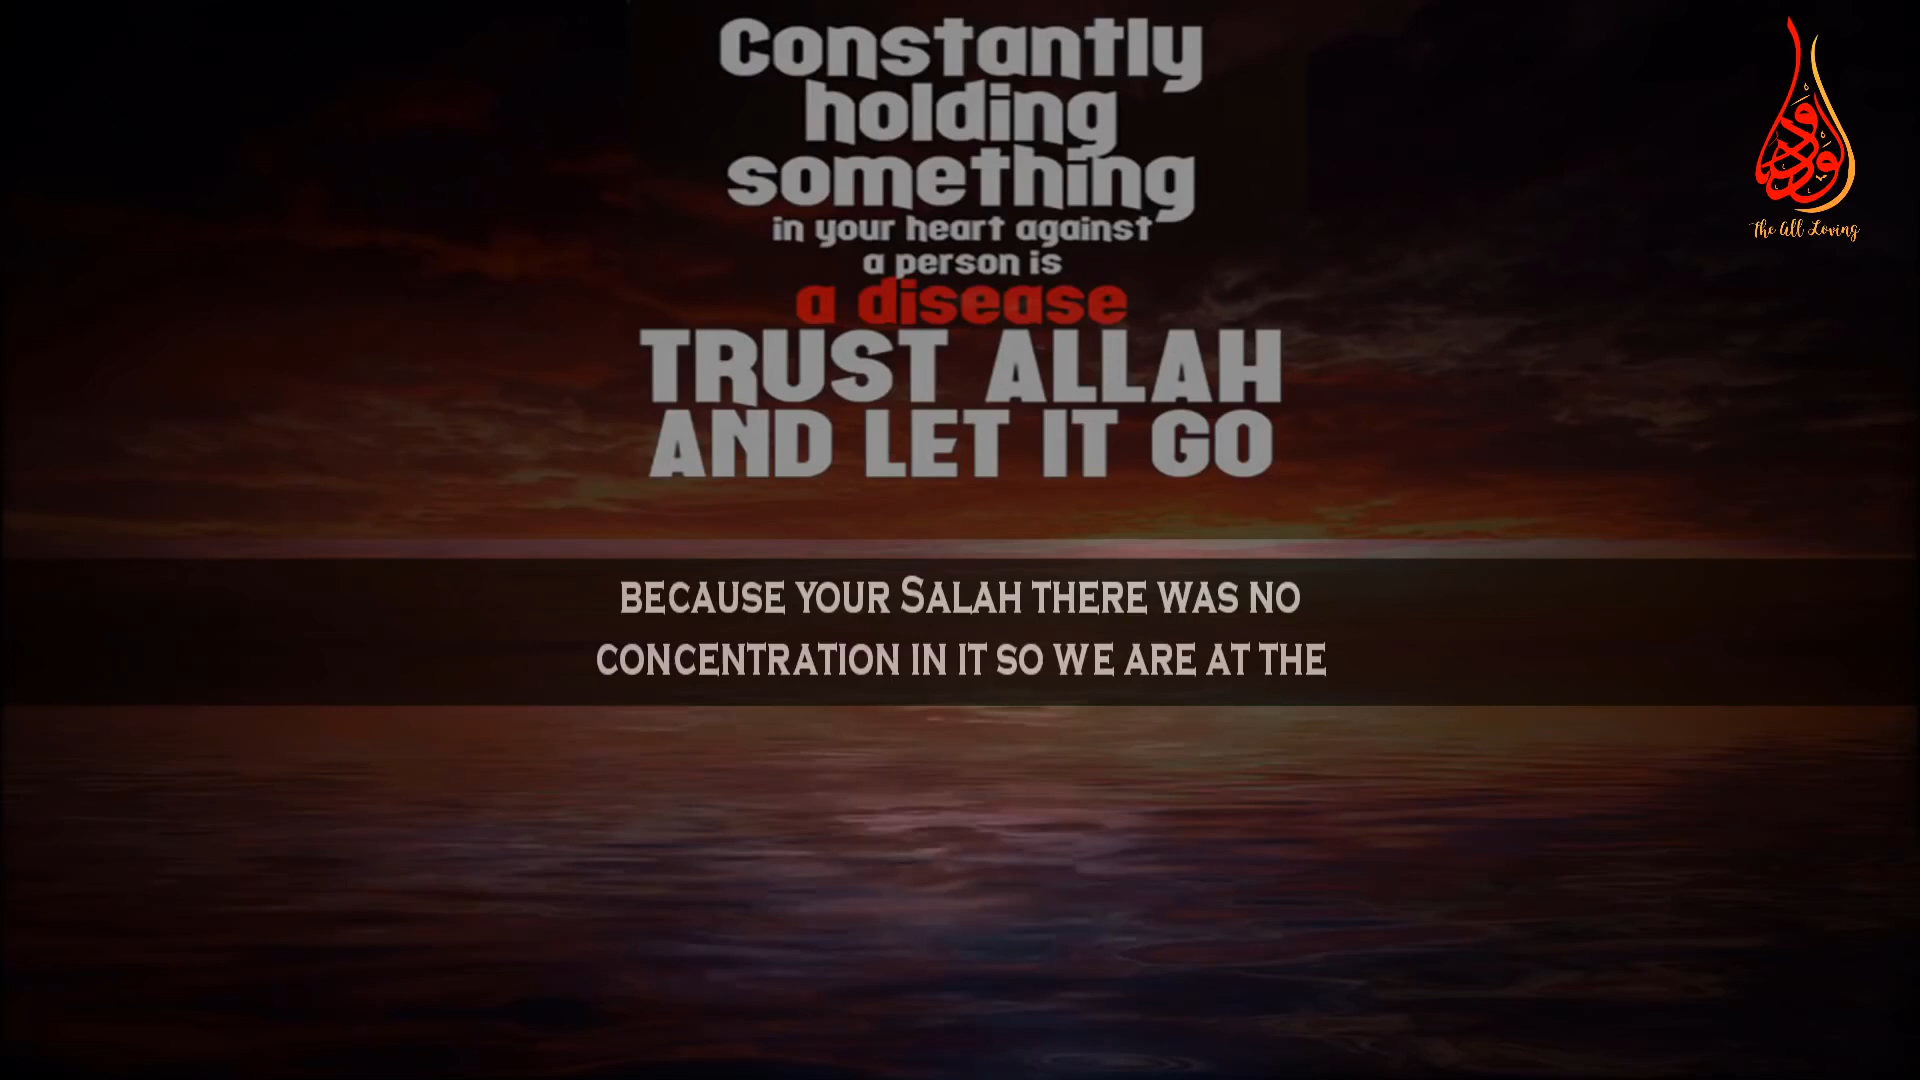 Constantly
holding
something
in your heart against
a person is
a disease
TRUST ALLAH
AND LET IT GO
The All Loving
BECAUSE YOUR SALAH THERE WAS NO
CONCENTRATION IN IT SO WE ARE AT THE